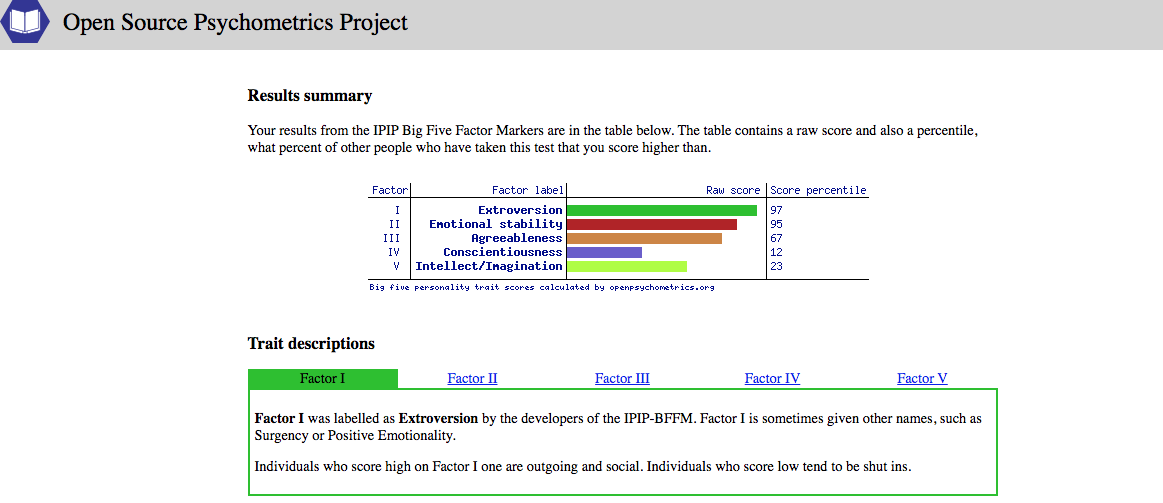 Open Source Psychometrics Project
Results summary
Your results from the IPIP Big Five Factor Markers are in the table below. The table contains a raw score and also a percentile,
what percent of other people who have taken this test that you score higher than.
Factor Factor label Raw score Score percentile
I Extroversion 97
II Emotional stability 95
III Agreeableness 67
IV Conscientiousness 12
V Intellect/Imagination 23
Big five personality trait scores calculated by openpsychometrics.org
Trait descriptions
Factor I Factor II Factor III Factor IV Factor V
Factor I was labelled as Extroversion by the developers of the IPIP-BFFM. Factor I is sometimes given other names, such as
Surgency or Positive Emotionality.
Individuals who score high on Factor I one are outgoing and social. Individuals who score low tend to be shut ins.